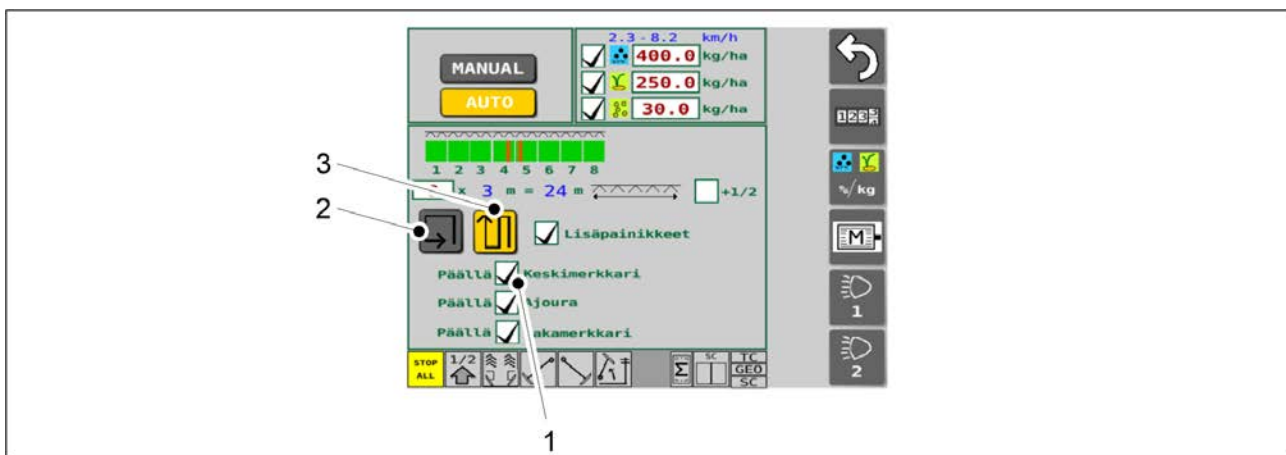 2.3 - 8.2 km/h
MANUAL
400.0 kg/ha
250.0 kg/ha
AUTO
30.0 kg/ha
1 2 3 4 5 6 7 8
x 3 m = 24 m +1/2
Lisäpainikkeet
Päällä Keskimerkkari
Päällä Ajoura
Päällä akamerkkari
STOP
ALL
1/2
Σ
SC
TC
GEO
SC
123
%/kg
M
1
2
3
2
1